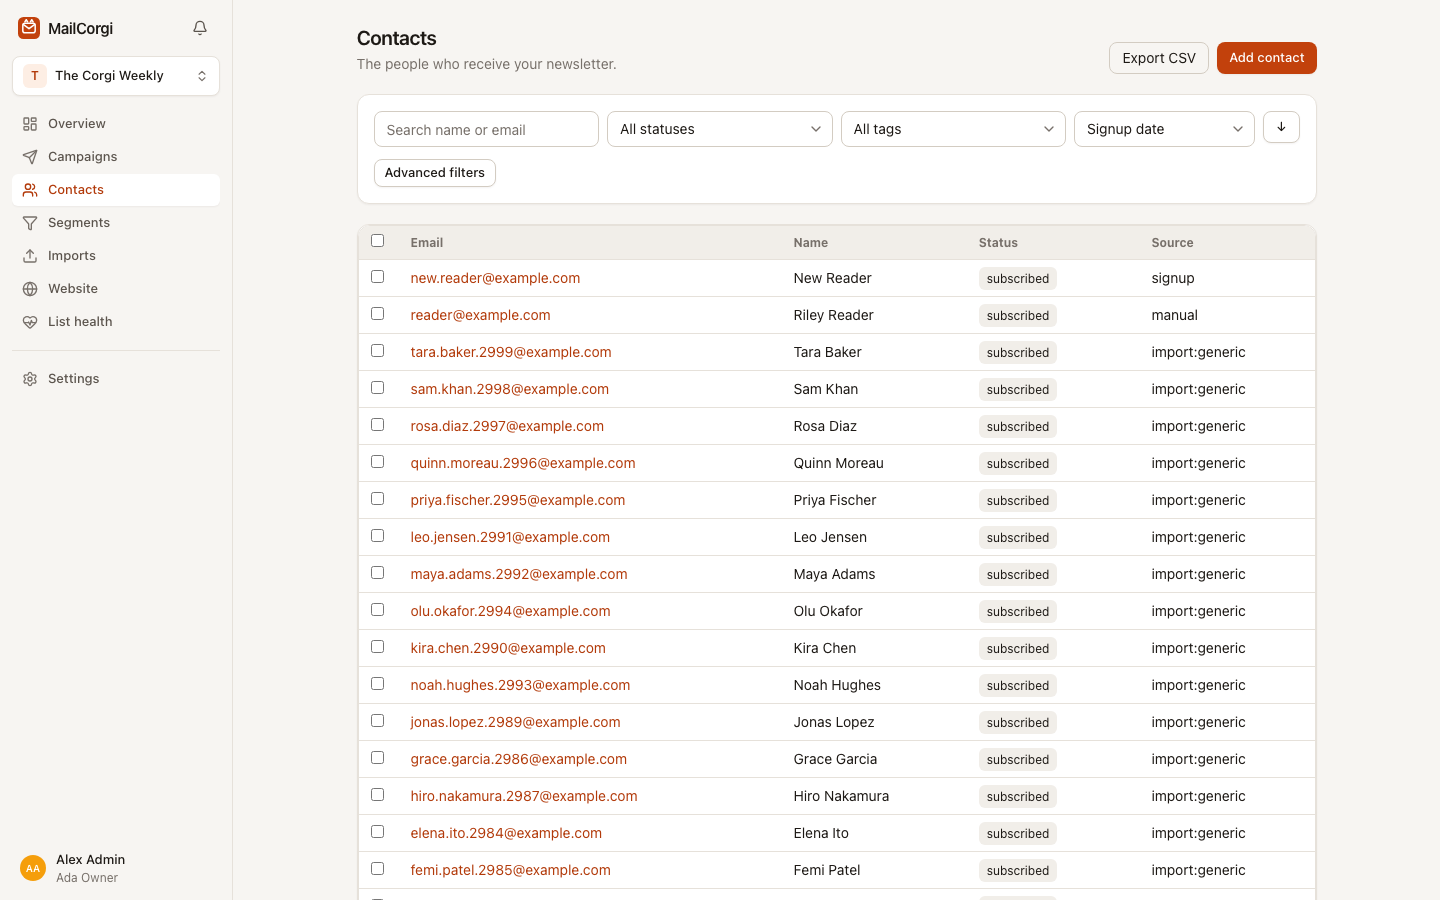 MailCorgi
T The Corgi Weekly
Overview
Campaigns
Contacts
Segments
Imports
Website
List health
Settings
AA
Alex Admin
Ada Owner
Contacts
The people who receive your newsletter.
Export CSV Add contact
Search name or email All statuses All tags Signup date
Advanced filters
Email Name Status Source
new.reader@example.com New Reader subscribed signup
reader@example.com Riley Reader subscribed manual
tara.baker.2999@example.com Tara Baker subscribed import:generic
sam.khan.2998@example.com Sam Khan subscribed import:generic
rosa.diaz.2997@example.com Rosa Diaz subscribed import:generic
quinn.moreau.2996@example.com Quinn Moreau subscribed import:generic
priya.fischer.2995@example.com Priya Fischer subscribed import:generic
leo.jensen.2991@example.com Leo Jensen subscribed import:generic
maya.adams.2992@example.com Maya Adams subscribed import:generic
olu.okafor.2994@example.com Olu Okafor subscribed import:generic
kira.chen.2990@example.com Kira Chen subscribed import:generic
noah.hughes.2993@example.com Noah Hughes subscribed import:generic
jonas.lopez.2989@example.com Jonas Lopez subscribed import:generic
grace.garcia.2986@example.com Grace Garcia subscribed import:generic
hiro.nakamura.2987@example.com Hiro Nakamura subscribed import:generic
elena.ito.2984@example.com Elena Ito subscribed import:generic
femi.patel.2985@example.com Femi Patel subscribed import:generic